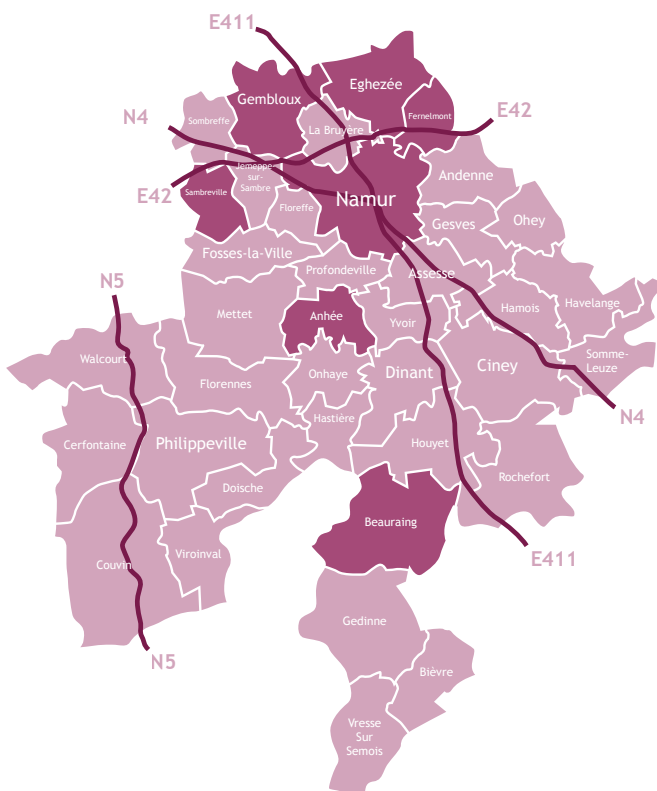 E411
Eghezée
Gembloux
Fernelmont
Sombreffe
N4
La Bruyère
E42
Jemeppe-
sur-
Sambre
Andenne
E42
Sambreville
Namur
Floreffe
Gesves
Ohey
Fosses-la-Ville
Profondeville
Assesse
N5
Mettet
Anhée
Yvoir
Hamois
Havelange
Walcourt
Somme-
Leuze
Florennes
Onhaye
Dinant
Ciney
N4
Hastière
Cerfontaine
Philippeville
Houyet
Rochefort
Doische
Beauraing
Viroinval
E411
Couvin
Gedinne
N5
Bièvre
Vresse
Sur
Semois